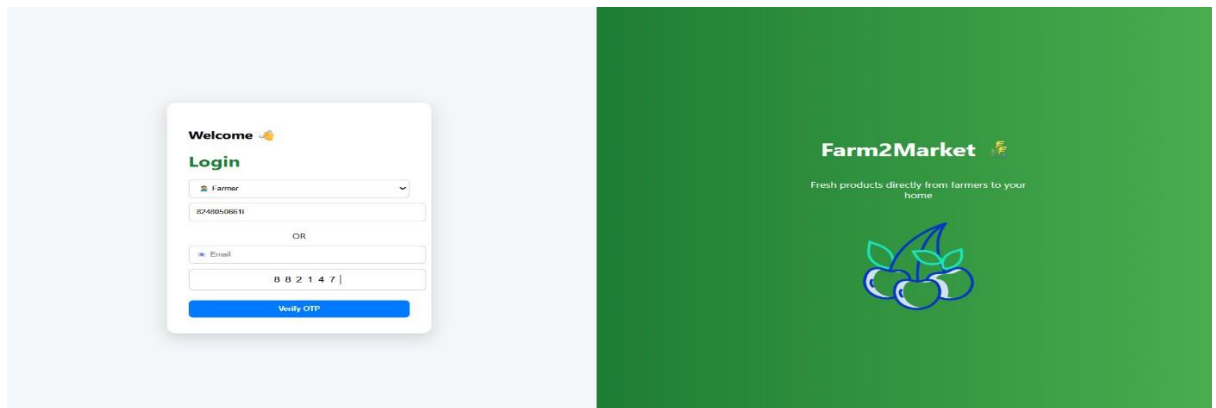 Welcome
Login
Farmer
OR
Email
8 8 2 1 4 7
Verify OTP
Farm2Market
Fresh products directly from farmers to your
home